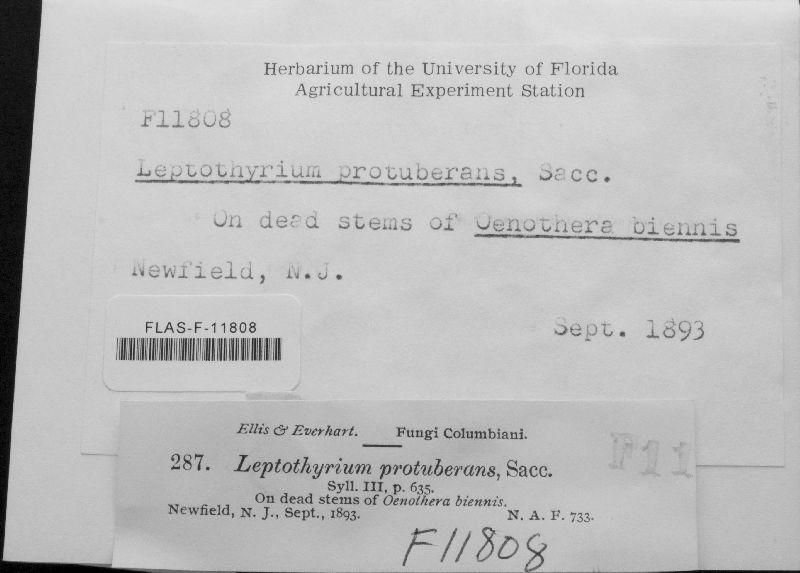 Herbarium of the University of Florida
Agricultural Experiment Station
F11808
Leptothyrium protuberans, Sacc.
On dead stems of Oenothera biennis
Newfield, N.J.
Sept. 1893
FLAS-F-11808
Ellis & Everhart. Fungi Columbiani.
287. Leptothyrium protuberans, Sacc.
Syll. III, p. 635.
On dead stems of Oenothera biennis.
Newfield, N. J., Sept., 1893. N. A. F. 733.
F11
F11808